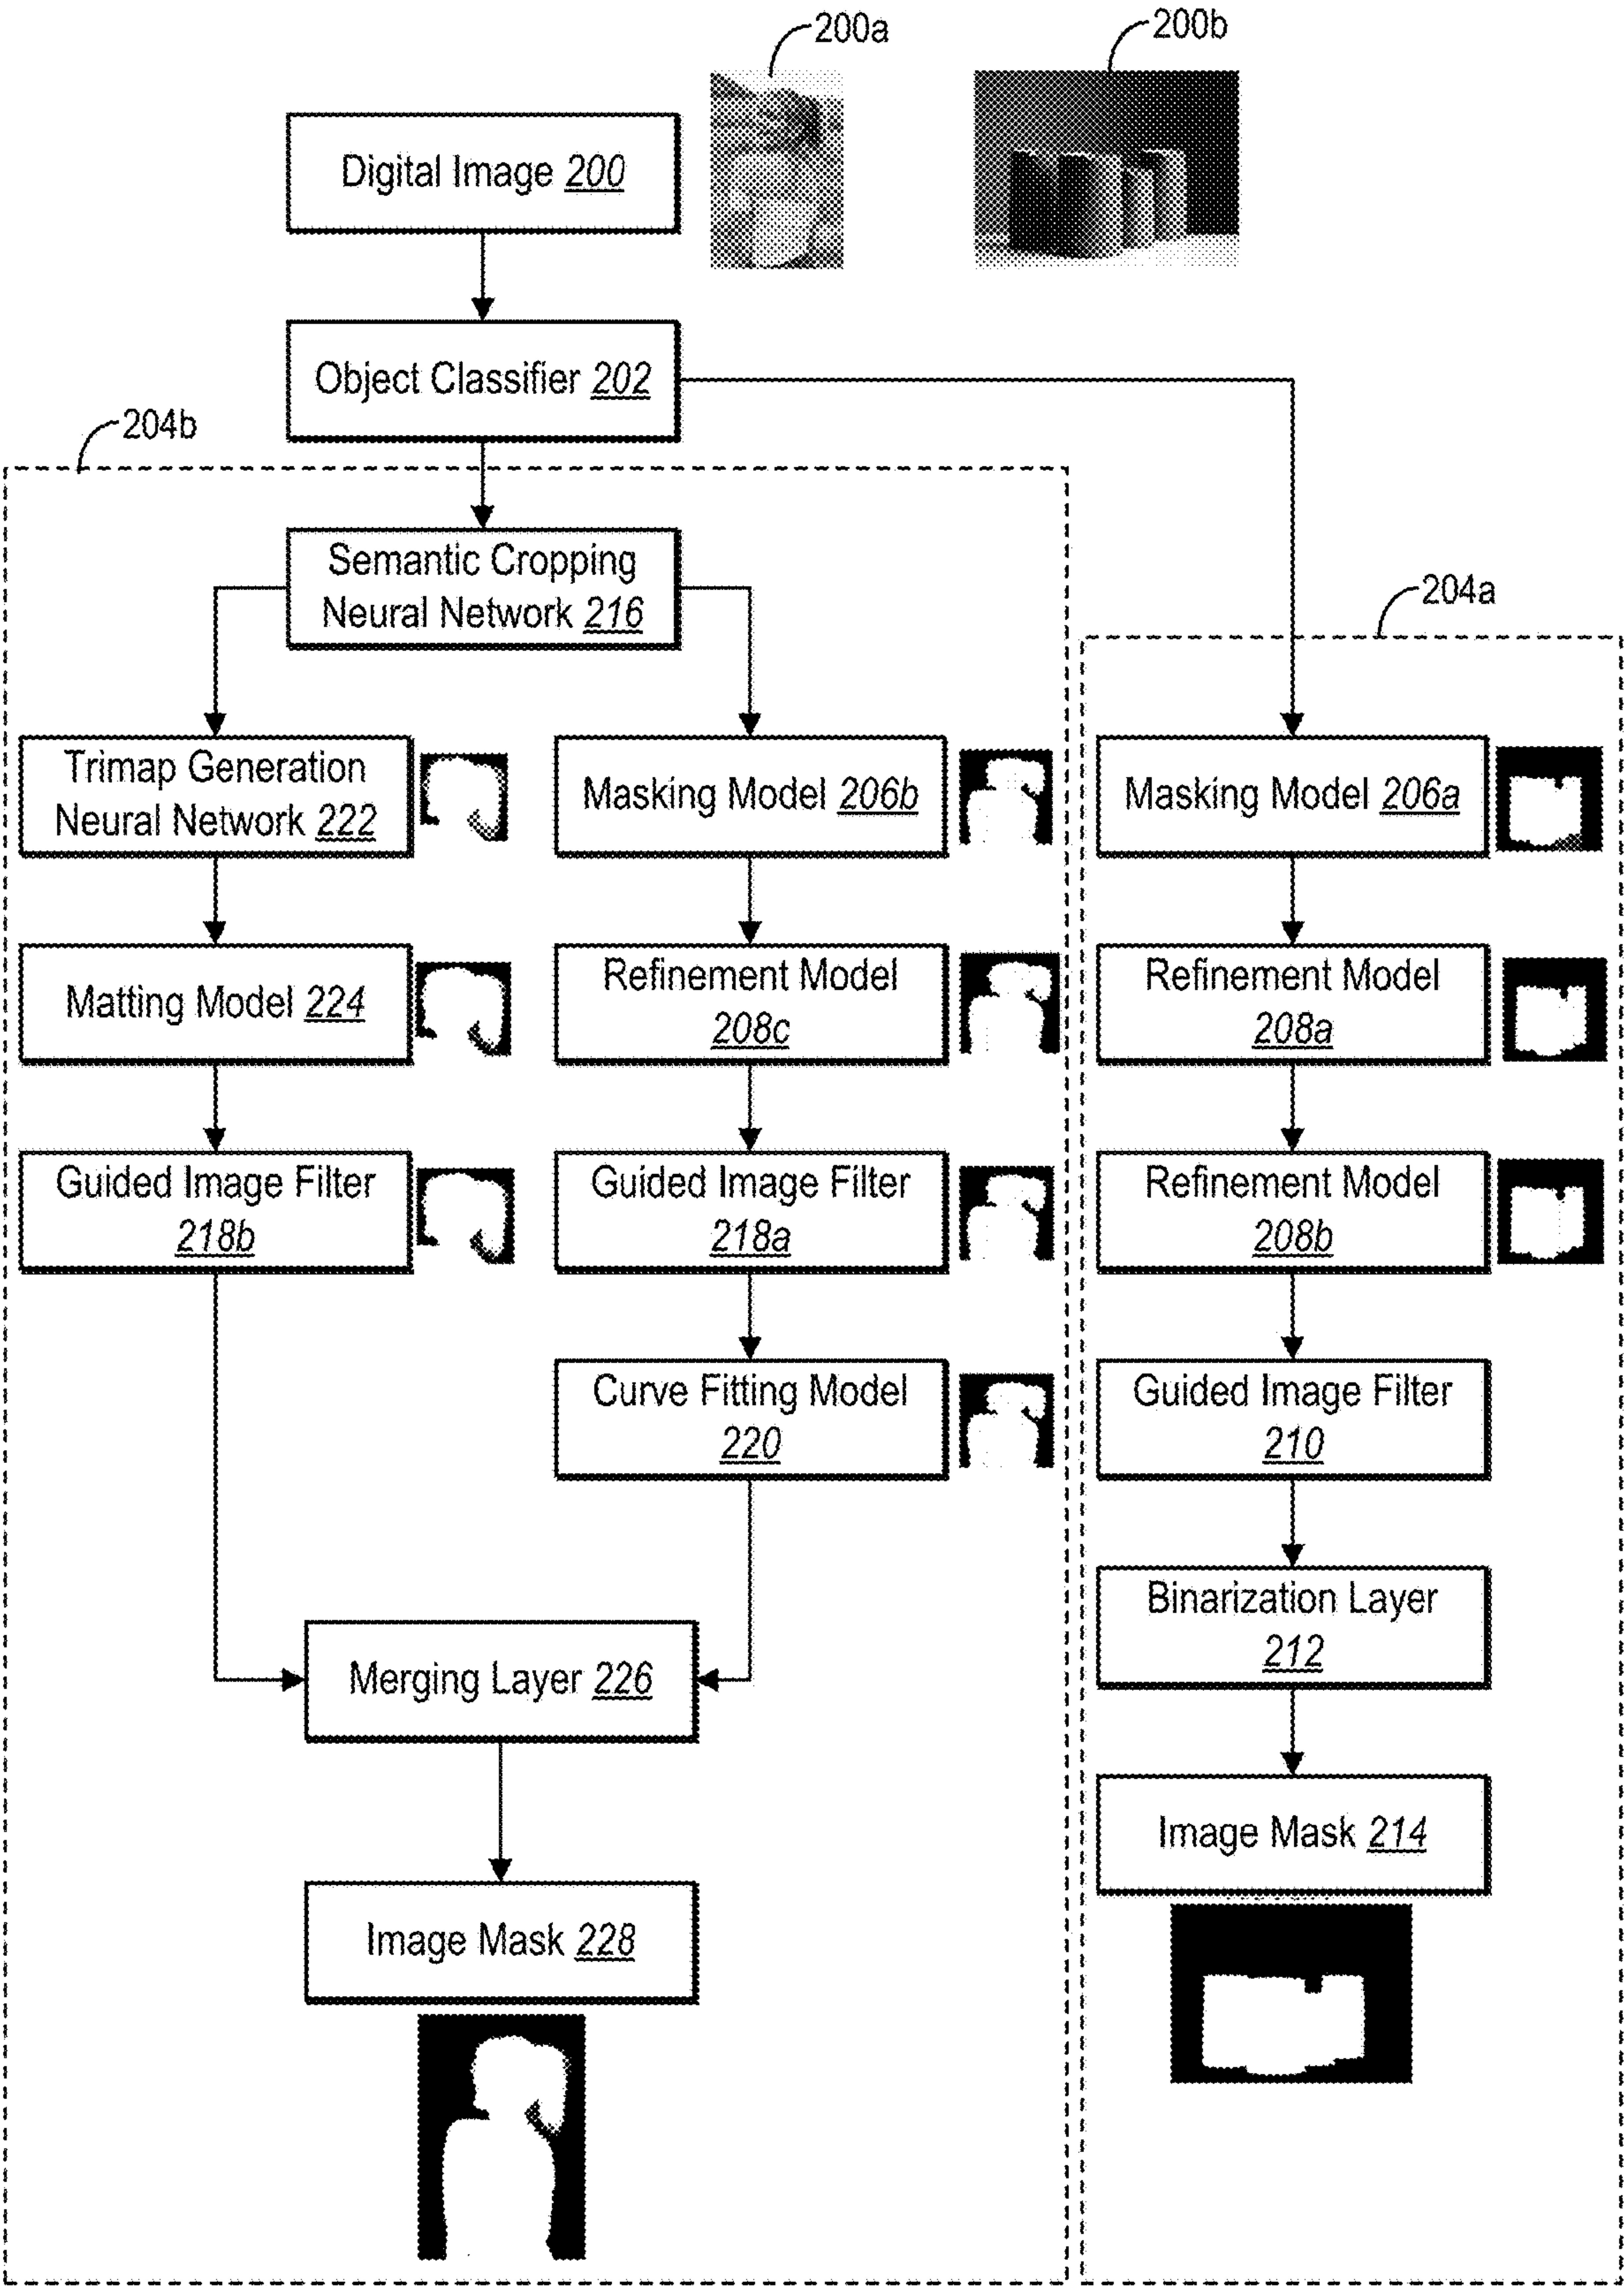 200a
200b
Digital Image 200
Object Classifier 202
204b
Semantic Cropping
Neural Network 216
204a
Trimap Generation
Neural Network 222
Masking Model 206b
Masking Model 206a
Matting Model 224
Refinement Model
208c
Refinement Model
208a
Guided Image Filter
218b
Guided Image Filter
218a
Refinement Model
208b
Curve Fitting Model
220
Guided Image Filter
210
Binarization Layer
212
Merging Layer 226
Image Mask 214
Image Mask 228